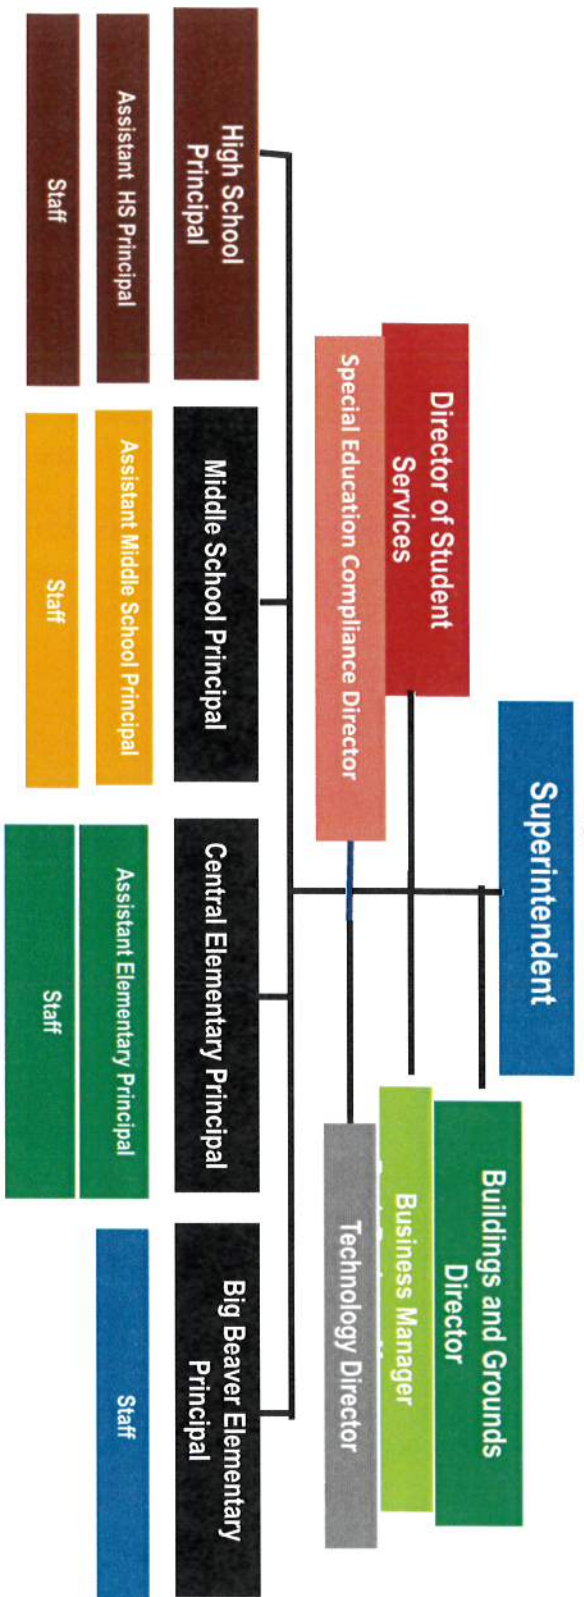 Superintendent
Buildings and Grounds
Director
Director of Student
Services
Business Manager
Special Education Compliance Director
Technology Director
High School
Principal
Middle School Principal
Central Elementary Principal
Big Beaver Elementary
Principal
Assistant HS Principal
Assistant Middle School Principal
Assistant Elementary Principal
Staff
Staff
Staff
Staff